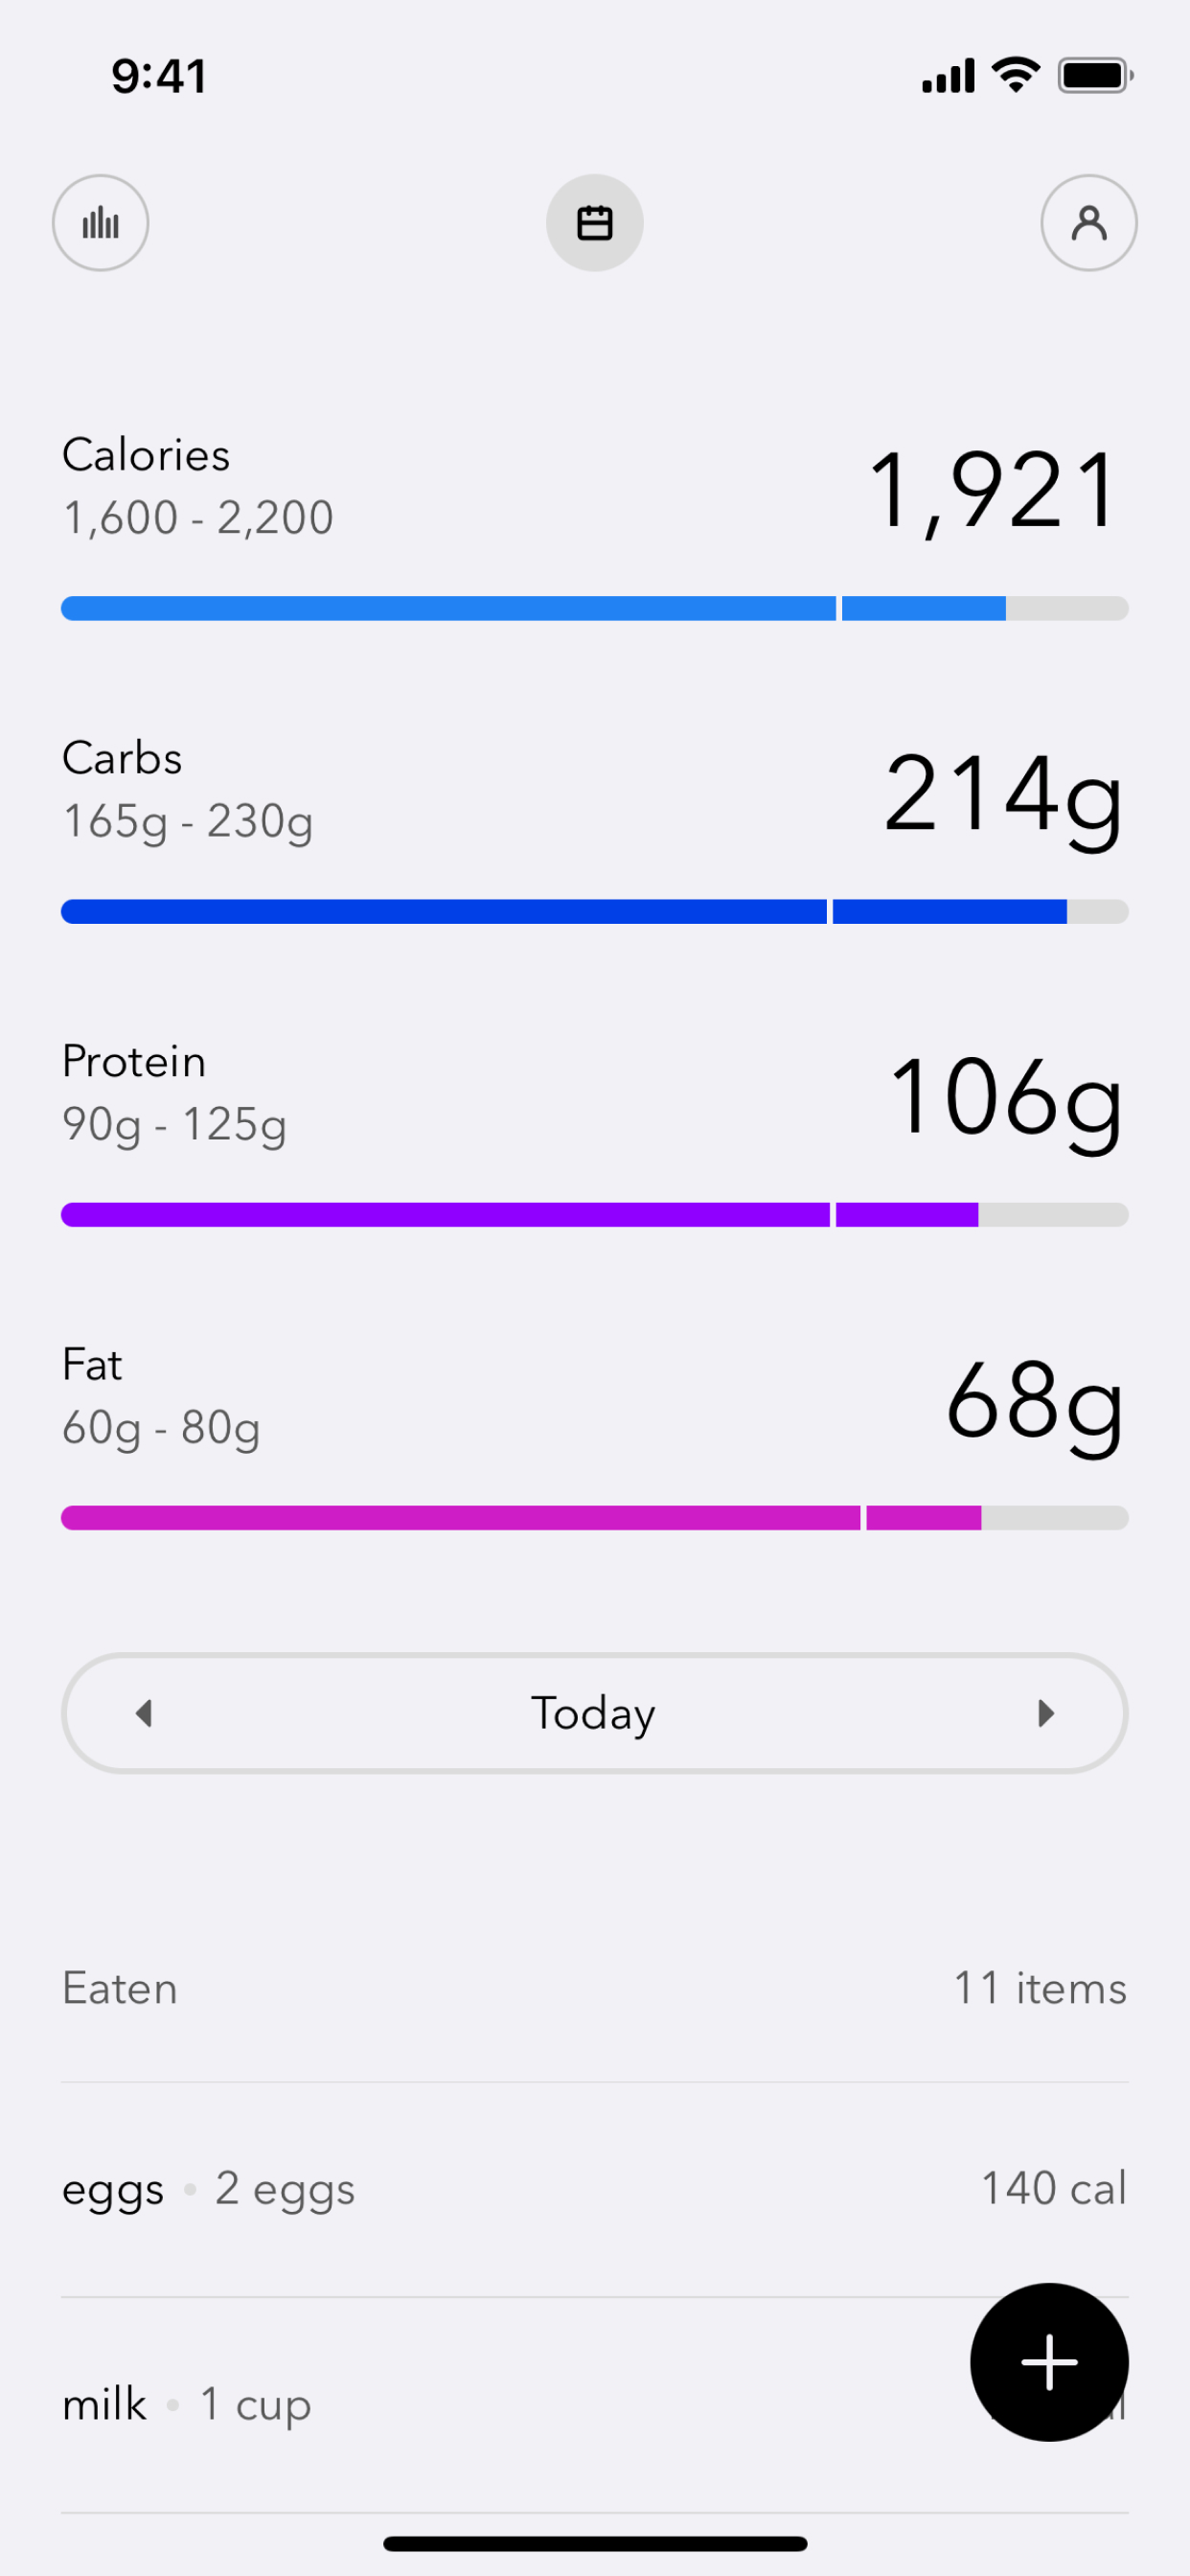 9:41
Calories
1,600 - 2,200
1,921
Carbs
165g - 230g
214g
Protein
90g - 125g
106g
Fat
60g - 80g
68g
Today
Eaten
11 items
eggs • 2 eggs
140 cal
milk • 1 cup